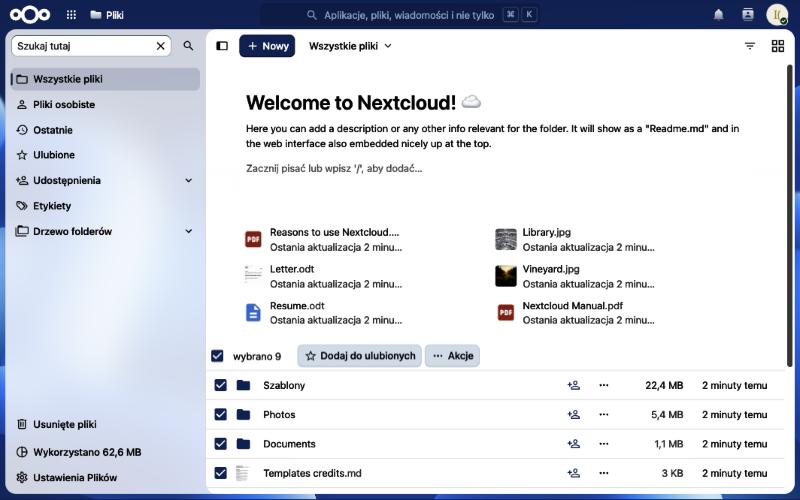 Pliki
Aplikacje, pliki, wiadomości i nie tylko
⌘ K
Szukaj tutaj
+ Nowy
Wszystkie pliki
Wszystkie pliki
Pliki osobiste
Ostatnie
Ulubione
Udostępnienia
Etykiety
Drzewo folderów
Usunięte pliki
Wykorzystano 62,6 MB
Ustawienia Plików
Welcome to Nextcloud! ☁️
Here you can add a description or any other info relevant for the folder. It will show as a "Readme.md" and in
the web interface also embedded nicely up at the top.
Zacznij pisać lub wpisz '/', aby dodać…
PDF
Reasons to use Nextcloud....
Ostania aktualizacja 2 minu...
Library.jpg
Ostania aktualizacja 2 minu...
Letter.odt
Ostania aktualizacja 2 minu...
Vineyard.jpg
Ostania aktualizacja 2 minu...
Resume.odt
Ostania aktualizacja 2 minu...
PDF
Nextcloud Manual.pdf
Ostania aktualizacja 2 minu...
wybrano 9
Dodaj do ulubionych
Akcje
Szablony
22,4 MB
2 minuty temu
Photos
5,4 MB
2 minuty temu
Documents
1,1 MB
2 minuty temu
Templates credits.md
3 KB
2 minuty temu